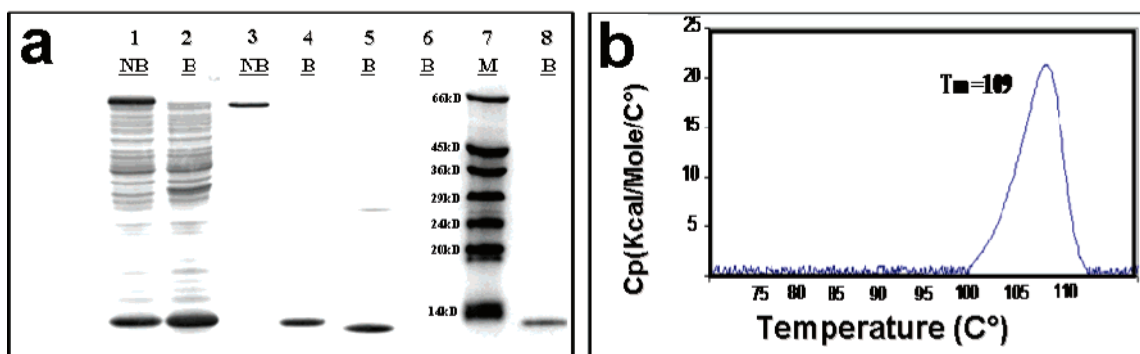 a
1 2 3 4 5 6 7 8
NB B NB B B B M B
66kD
45kD
36kD
29kD
24kD
20kD
14kD
b
25
20
15
10
5
Tm=109
Cp(Kcal/Mole/C°)
75 80 85 90 95 100 105 110
Temperature (C°)